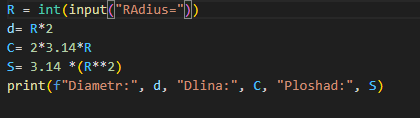 R = int(input("RAdius="))
d= R*2
C= 2*3.14*R
S= 3.14 *(R**2)
print(f"Diametr:", d, "Dlina:", C, "Ploshad:", S)